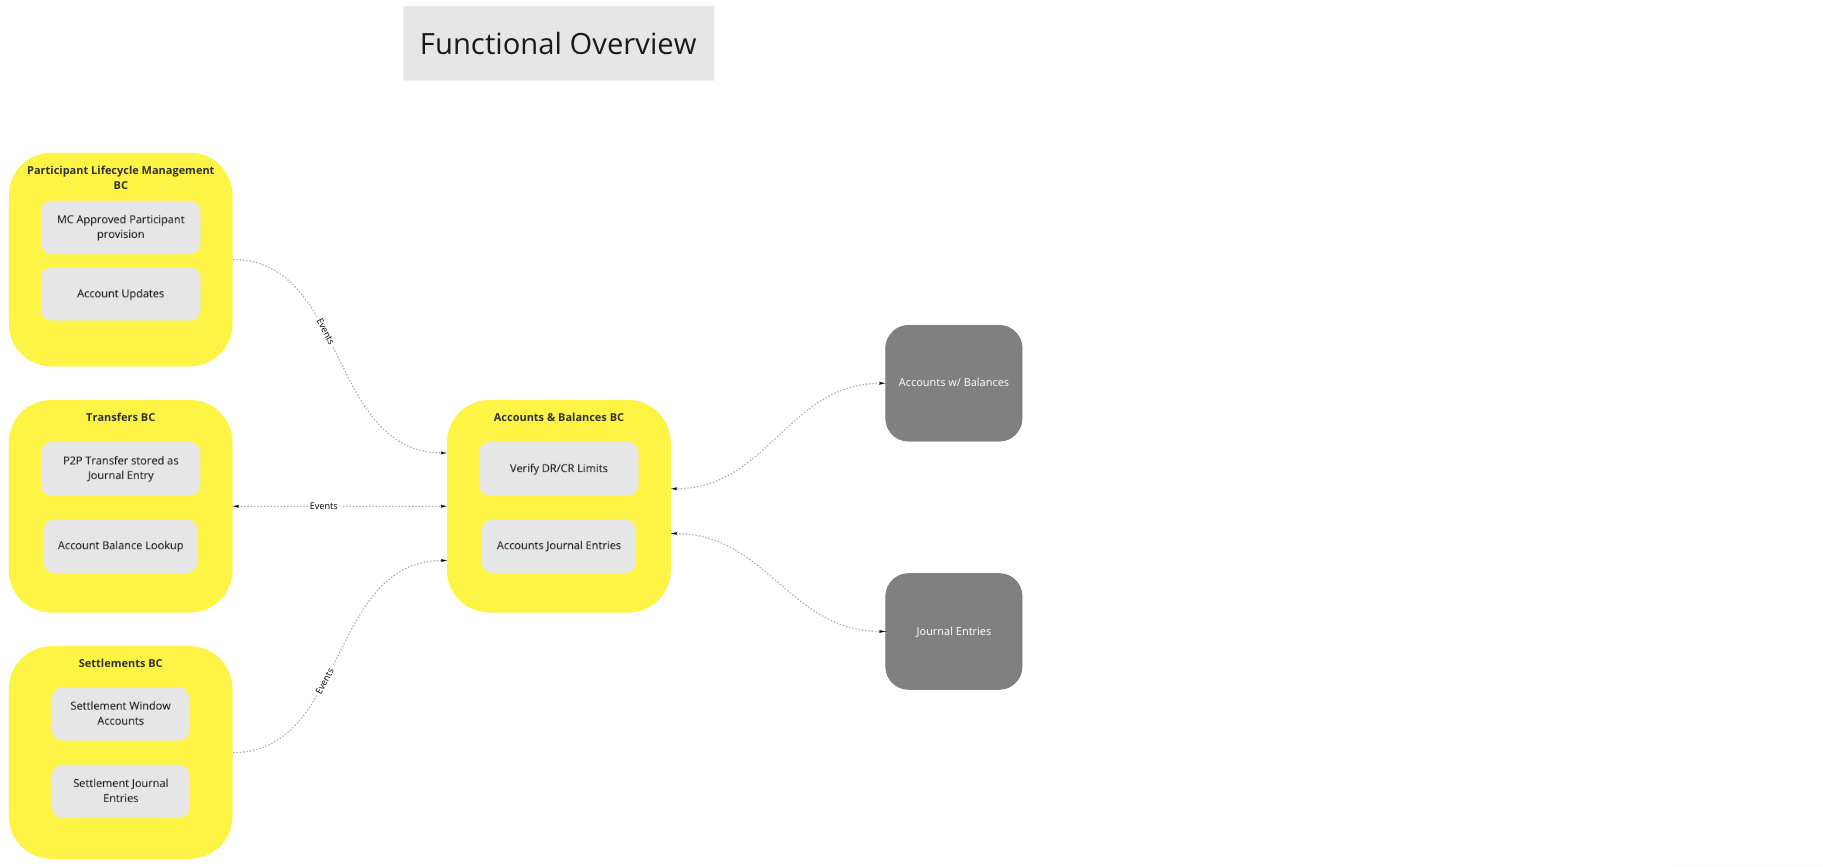 Functional Overview
Participant Lifecycle Management
BC
MC Approved Participant
provision
Account Updates
Events
Transfers BC
P2P Transfer stored as
Journal Entry
Account Balance Lookup
Events
Settlements BC
Settlement Window
Accounts
Settlement Journal
Entries
Events
Accounts & Balances BC
Verify DR/CR Limits
Accounts Journal Entries
Accounts w/ Balances
Journal Entries